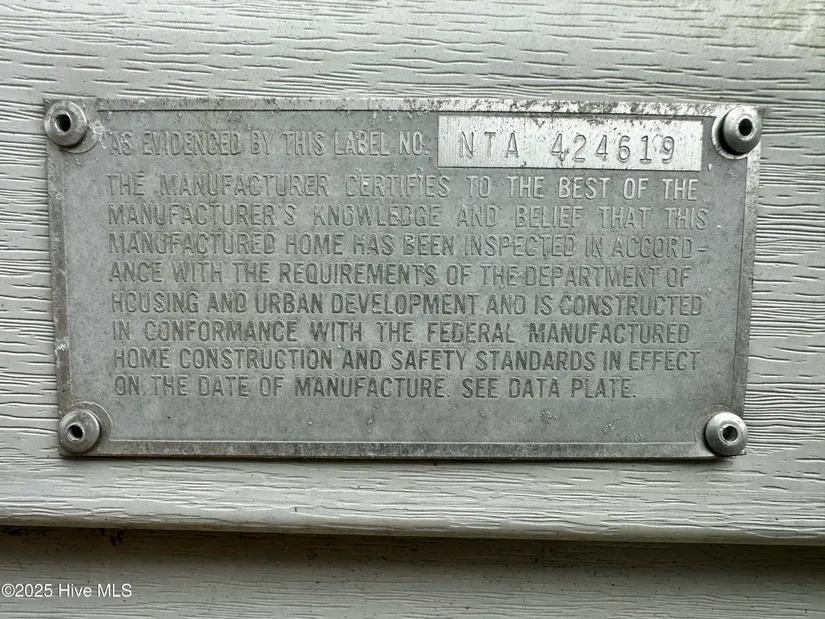 AS EVIDENCED BY THIS LABEL NO. NTA 424619
THE MANUFACTURER CERTIFIES TO THE BEST OF THE
MANUFACTURER'S KNOWLEDGE AND BELIEF THAT THIS
MANUFACTURED HOME HAS BEEN INSPECTED IN ACCORD-
ANCE WITH THE REQUIREMENTS OF THE DEPARTMENT OF
HOUSING AND URBAN DEVELOPMENT AND IS CONSTRUCTED
IN CONFORMANCE WITH THE FEDERAL MANUFACTURED
HOME CONSTRUCTION AND SAFETY STANDARDS IN EFFECT
ON THE DATE OF MANUFACTURE. SEE DATA PLATE.
©2025 Hive MLS